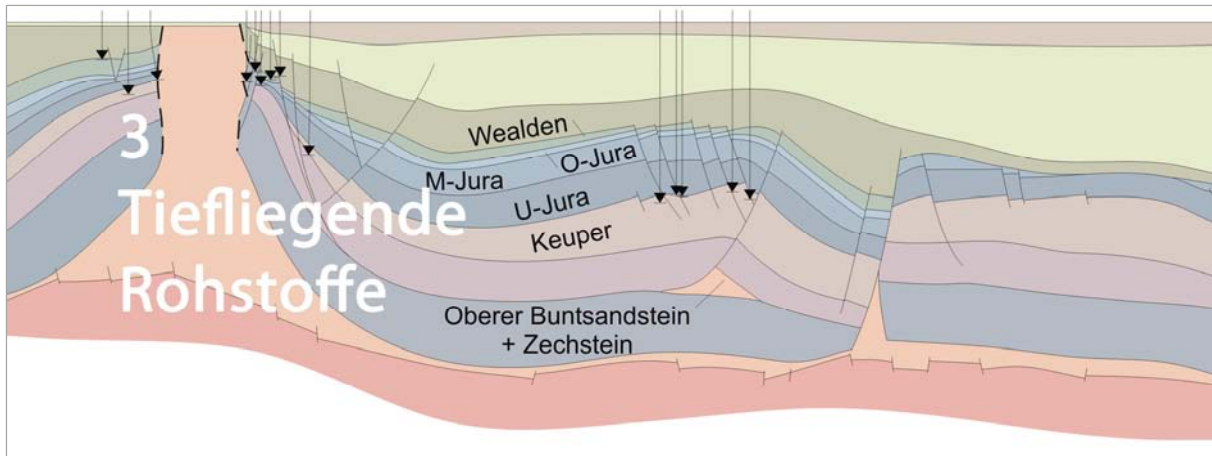 3
Tiefliegende
Rohstoffe
Wealden
O-Jura
M-Jura
U-Jura
Keuper
Oberer Buntsandstein
+ Zechstein